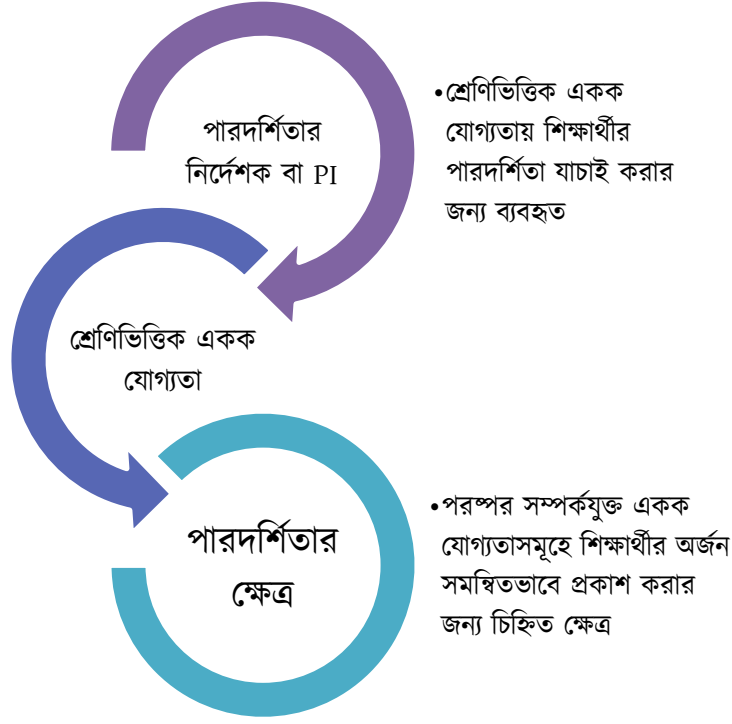 পারদর্শিতার
নির্দেশক বা PI
•শ্রেণিভিত্তিক একক
যোগ্যতায় শিক্ষার্থীর
পারদর্শিতা যাচাই করার
জন্য ব্যবহৃত
শ্রেণিভিত্তিক একক
যোগ্যতা
পারদর্শিতার
ক্ষেত্র
•পরষ্পর সম্পর্কযুক্ত একক
যোগ্যতাসমূহে শিক্ষার্থীর অর্জন
সমন্বিতভাবে প্রকাশ করার
জন্য চিহ্নিত ক্ষেত্র